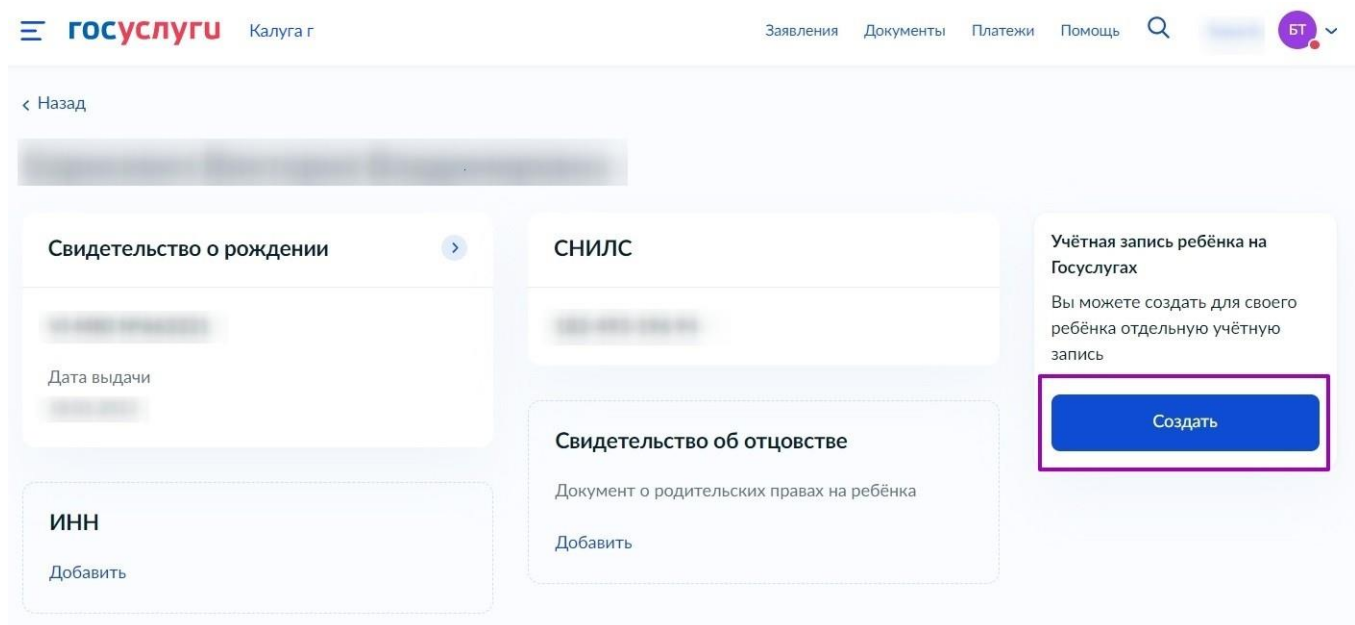 госуслуги Калуга г Заявления Документы Платежи Помощь БТ
Назад
Свидетельство о рождении
Дата выдачи
ИНН
Добавить
СНИЛС
Свидетельство об отцовстве
Документ о родительских правах на ребёнка
Добавить
Учётная запись ребёнка на
Госуслугах
Вы можете создать для своего
ребёнка отдельную учётную
запись
Создать